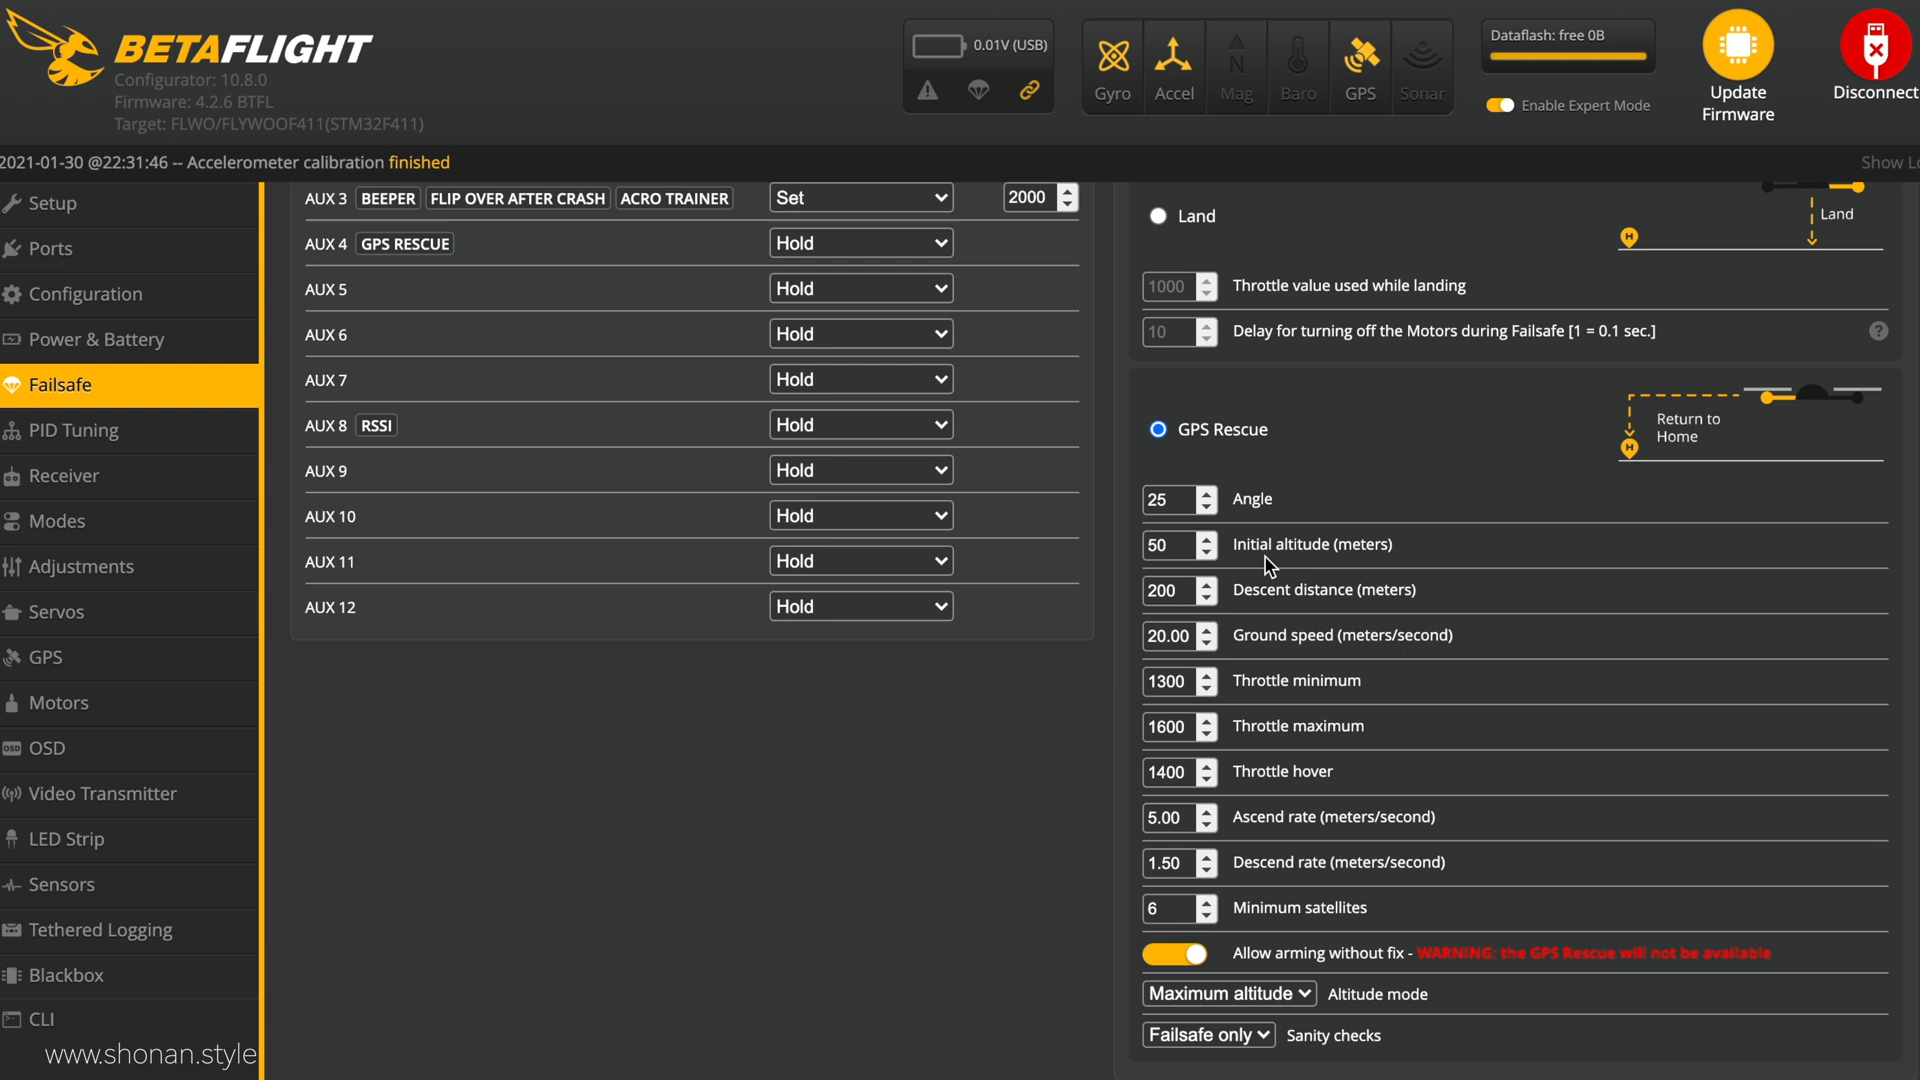 BETAFLIGHT
Configurator: 10.8.0
Firmware: 4.2.6 BTFL
Target: FLWO/FLYWOOF411(STM32F411)
0.01V (USB)
Gyro
Accel
N
Mag
Baro
GPS
Sonar
Dataflash: free 0B
Enable Expert Mode
Update
Firmware
Disconnect
2021-01-30 @22:31:46 -- Accelerometer calibration finished
Show Lo
Setup
Ports
Configuration
Power & Battery
Failsafe
PID Tuning
Receiver
Modes
Adjustments
Servos
GPS
Motors
OSD
Video Transmitter
LED Strip
Sensors
Tethered Logging
Blackbox
CLI
www.shonan.style
AUX 3 BEEPER FLIP OVER AFTER CRASH ACRO TRAINER Set 2000
AUX 4 GPS RESCUE Hold
AUX 5 Hold
AUX 6 Hold
AUX 7 Hold
AUX 8 RSSI Hold
AUX 9 Hold
AUX 10 Hold
AUX 11 Hold
AUX 12 Hold
Land
Land
H
1000 Throttle value used while landing
10 Delay for turning off the Motors during Failsafe [1 = 0.1 sec.] ?
GPS Rescue
Return to
Home
H
25 Angle
50 Initial altitude (meters)
200 Descent distance (meters)
20.00 Ground speed (meters/second)
1300 Throttle minimum
1600 Throttle maximum
1400 Throttle hover
5.00 Ascend rate (meters/second)
1.50 Descend rate (meters/second)
6 Minimum satellites
Allow arming without fix - WARNING: the GPS Rescue will not be available
Maximum altitude Altitude mode
Failsafe only Sanity checks